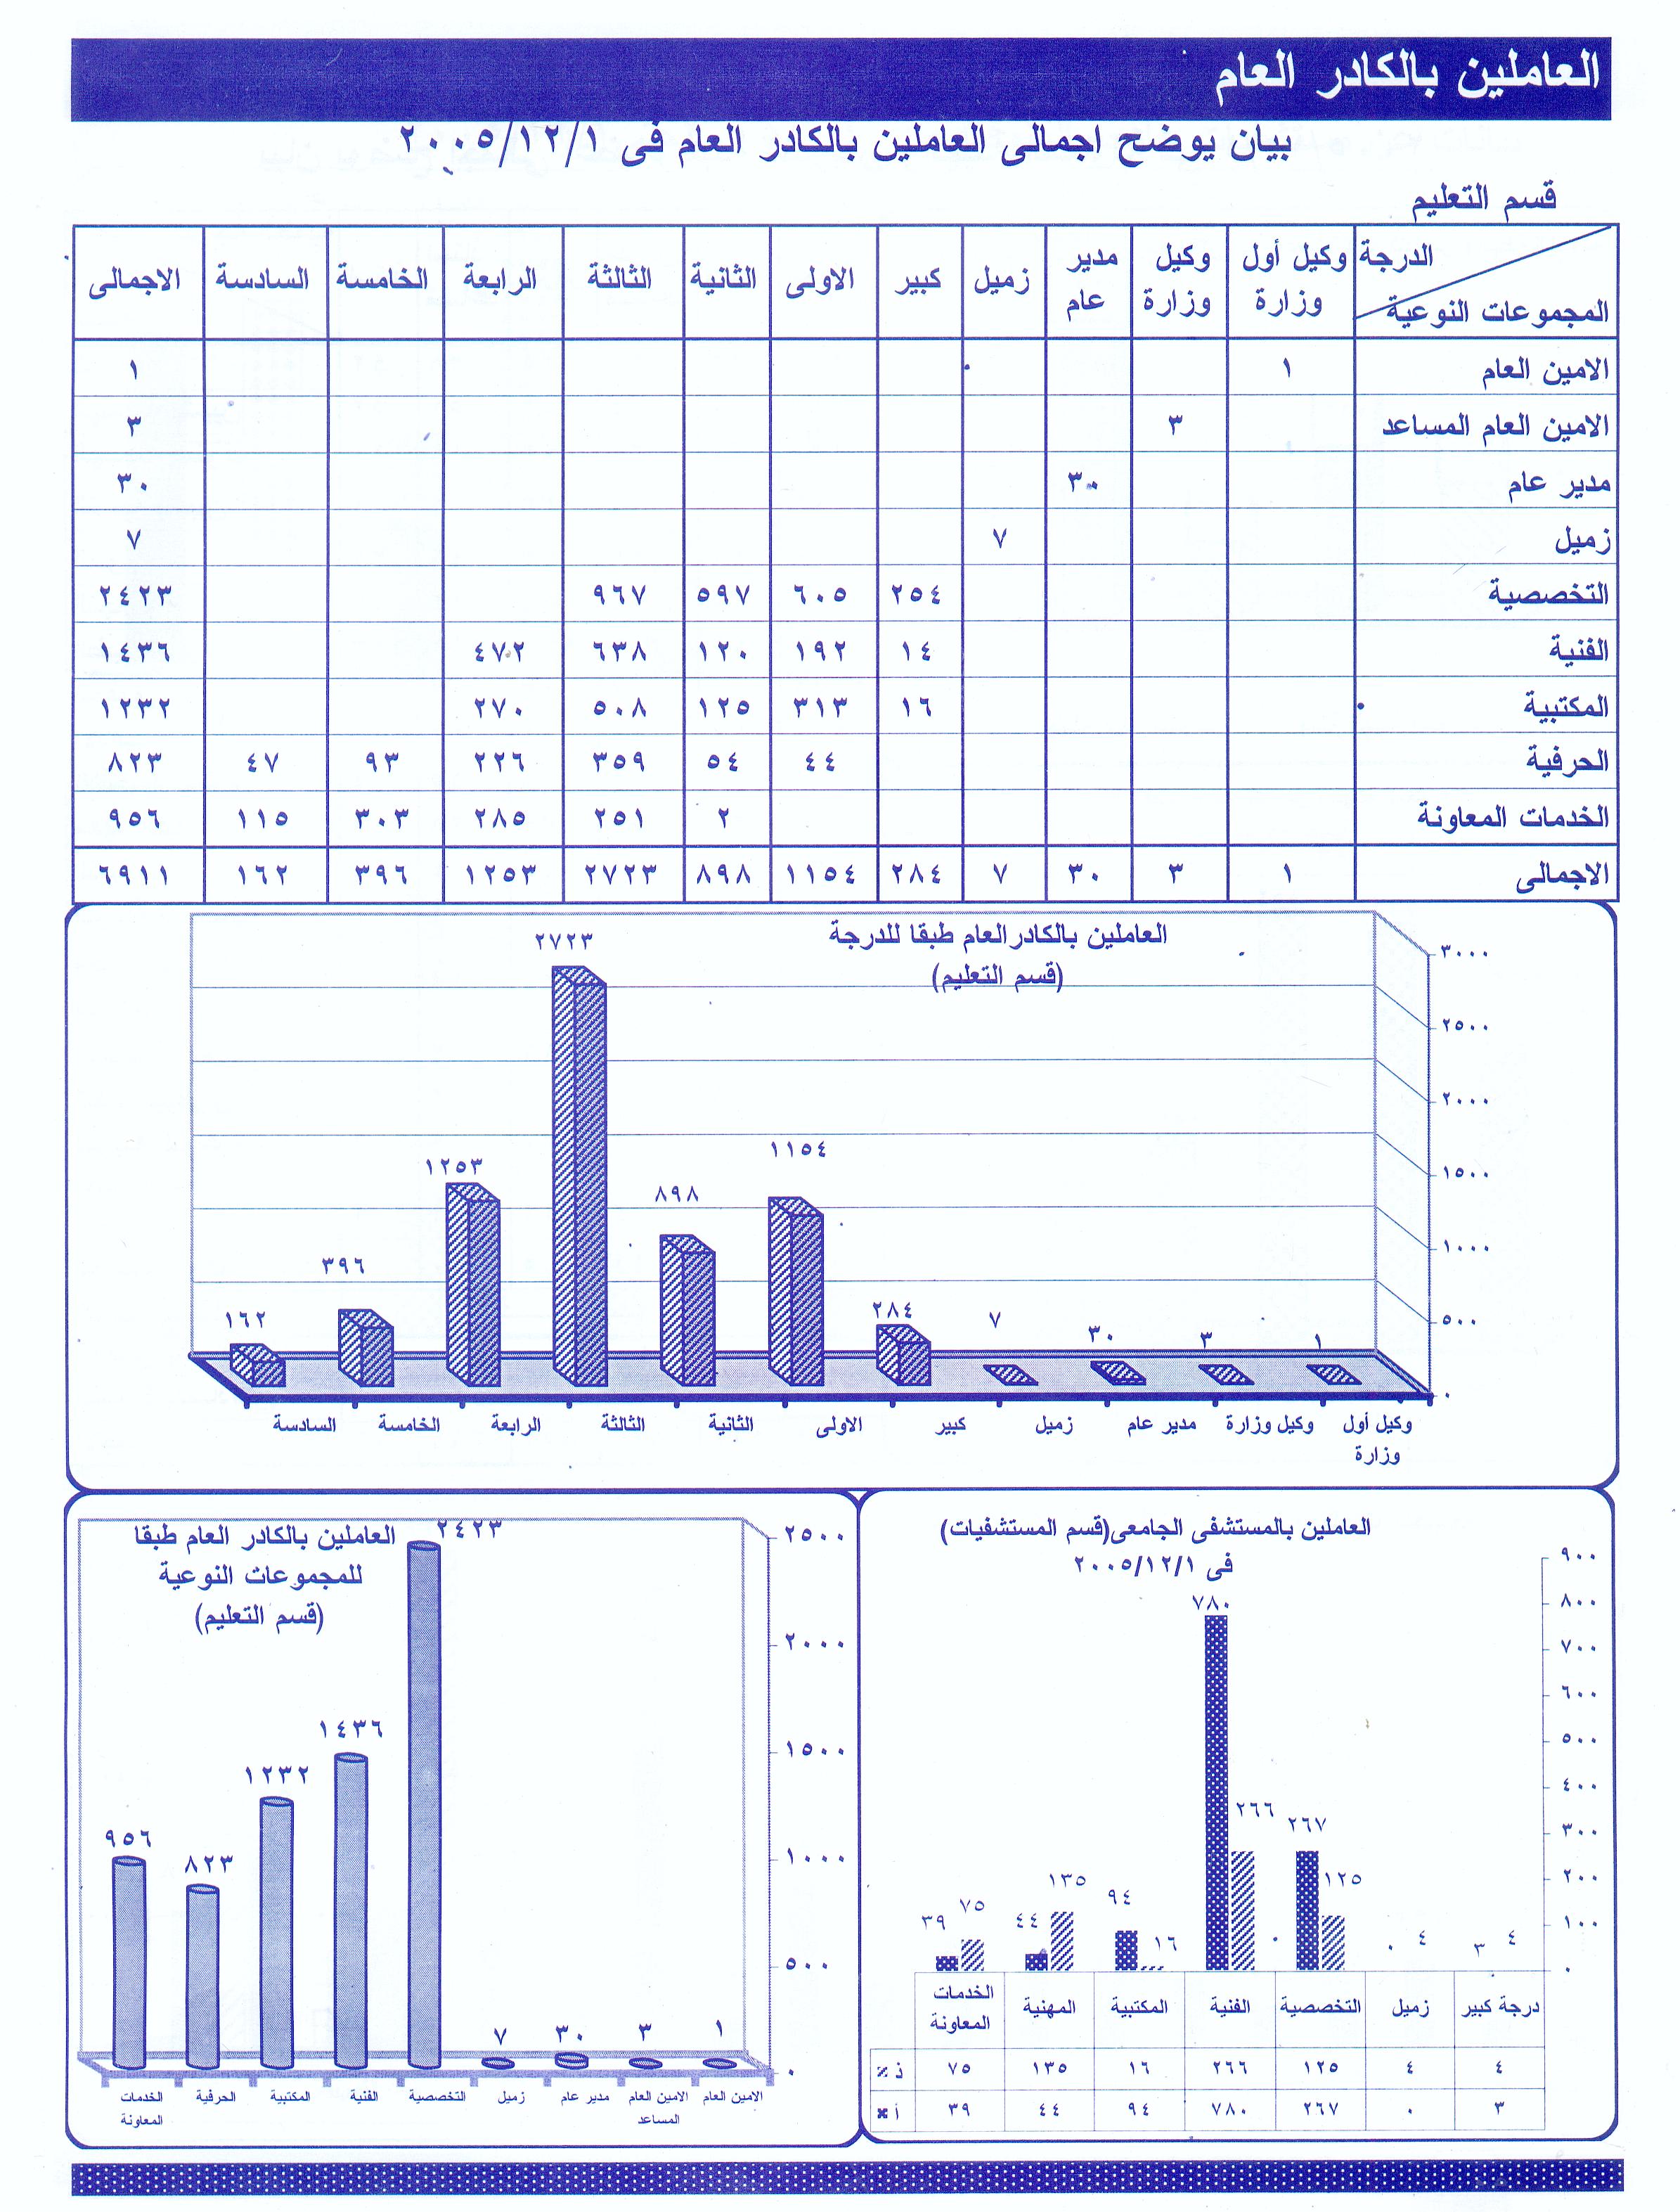 العاملين بالكادر العام
بيان يوضح اجمالى العاملين بالكادر العام فى ٢٠٠٥/١٢/١
قسم التعليم
الدرجة وكيل أول وكيل مدير زميل كبير الاولى الثانية الثالثة الرابعة الخامسة السادسة الاجمالى
المجموعات النوعية وزارة وزارة عام
الامين العام ١ ١
الامين العام المساعد ٣ ٣
مدير عام ٣٠ ٣٠
زميل ٧ ٧
التخصصية ٢٥٤ ٦٠٥ ٥٩٧ ٩٦٧ ٢٤٢٣
الفنية ١٤ ١٩٢ ١٢٠ ٦٣٨ ٤٧٢ ١٤٣٦
المكتبية ١٦ ٣١٣ ١٢٥ ٥٠٨ ٢٧٠ ١٢٣٢
الحرفية ٤٤ ٥٤ ٣٥٩ ٢٢٦ ٩٣ ٤٧ ٨٢٣
الخدمات المعاونة ٢ ٢٥١ ٢٨٥ ٣٠٣ ١١٥ ٩٥٦
الاجمالى ١ ٣ ٣٠ ٧ ٢٨٤ ١١٥٤ ٨٩٨ ٢٧٢٣ ١٢٥٣ ٣٩٦ ١٦٢ ٦٩١١
العاملين بالكادر العام طبقا للدرجة
(قسم التعليم)
٣٠٠٠
٢٥٠٠
٢٠٠٠
١٥٠٠
١٠٠٠
٥٠٠
٠
١ ٣ ٣٠ ٧ ٢٨٤ ١١٥٤ ٨٩٨ ٢٧٢٣ ١٢٥٣ ٣٩٦ ١٦٢
وكيل أول وكيل وزارة مدير عام زميل كبير الاولى الثانية الثالثة الرابعة الخامسة السادسة
وزارة
العاملين بالمستشفى الجامعى(قسم المستشفيات)
فى ٢٠٠٥/١٢/١
٩٠٠
٨٠٠
٧٠٠
٦٠٠
٥٠٠
٤٠٠
٣٠٠
٢٠٠
١٠٠
٠
٤ ٣ ٤ ٠ ١٢٥ ٢٦٧ ٢٦٦ ٧٨٠ ١٦ ٩٤ ١٣٥ ٤٤ ٧٥ ٣٩
درجة كبير زميل التخصصية الفنية المكتبية المهنية الخدمات
المعاونة
٤ ٤ ١٢٥ ٢٦٦ ١٦ ١٣٥ ٧٥ ذ
٣ ٠ ٢٦٧ ٧٨٠ ٩٤ ٤٤ ٣٩ أ
العاملين بالكادر العام طبقا
للمجموعات النوعية
(قسم التعليم)
٢٥٠٠
٢٠٠٠
١٥٠٠
١٠٠٠
٥٠٠
٠
١ ٣ ٣٠ ٧ ٢٤٢٣ ١٤٣٦ ١٢٣٢ ٨٢٣ ٩٥٦
الامين العام الامين العام مدير عام زميل التخصصية الفنية المكتبية الحرفية الخدمات
المساعد المعاونة